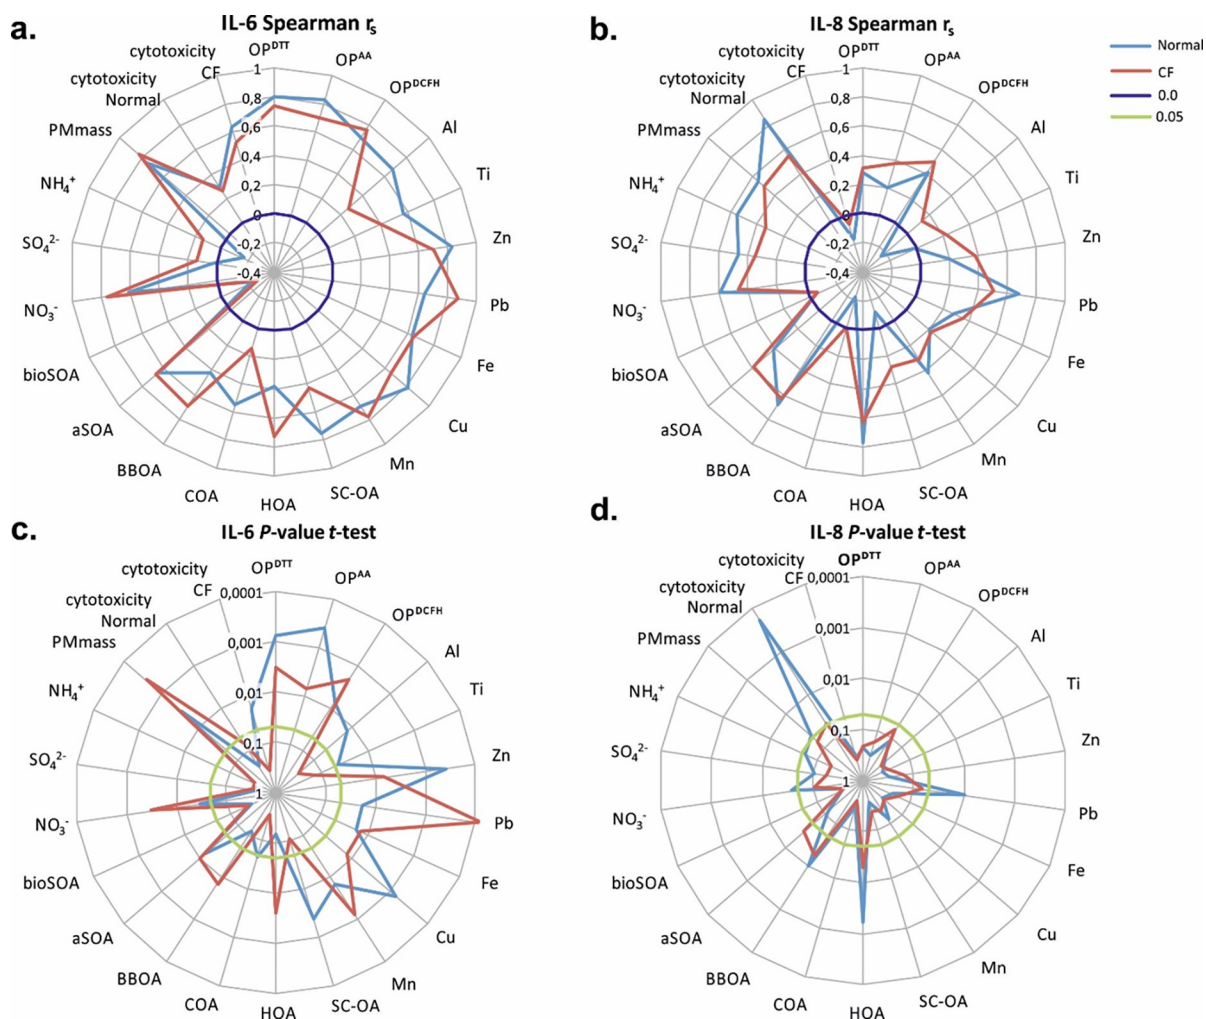 a.
IL-6 Spearman rₛ
cytotoxicity CF
OPᴰᵀᵀ
OPᴬᴬ
OPᴰᶜᶠᴴ
Al
Ti
Zn
Pb
Fe
Cu
Mn
SC-OA
HOA
COA
BBOA
aSOA
bioSOA
NO₃⁻
SO₄²⁻
NH₄⁺
PMmass
cytotoxicity Normal
1
0,8
0,6
0,4
0,2
0
-0,2
-0,4
b.
IL-8 Spearman rₛ
cytotoxicity CF
OPᴰᵀᵀ
OPᴬᴬ
OPᴰᶜᶠᴴ
Al
Ti
Zn
Pb
Fe
Cu
Mn
SC-OA
HOA
COA
BBOA
aSOA
bioSOA
NO₃⁻
SO₄²⁻
NH₄⁺
PMmass
cytotoxicity Normal
1
0,8
0,6
0,4
0,2
0
-0,2
-0,4
Normal
CF
0.0
0.05
c.
IL-6 P-value t-test
cytotoxicity CF
OPᴰᵀᵀ
OPᴬᴬ
OPᴰᶜᶠᴴ
Al
Ti
Zn
Pb
Fe
Cu
Mn
SC-OA
HOA
COA
BBOA
aSOA
bioSOA
NO₃⁻
SO₄²⁻
NH₄⁺
PMmass
cytotoxicity Normal
0,0001
0,001
0,01
0,1
1
d.
IL-8 P-value t-test
cytotoxicity CF
OPᴰᵀᵀ
OPᴬᴬ
OPᴰᶜᶠᴴ
Al
Ti
Zn
Pb
Fe
Cu
Mn
SC-OA
HOA
COA
BBOA
aSOA
bioSOA
NO₃⁻
SO₄²⁻
NH₄⁺
PMmass
cytotoxicity Normal
0,0001
0,001
0,01
0,1
1